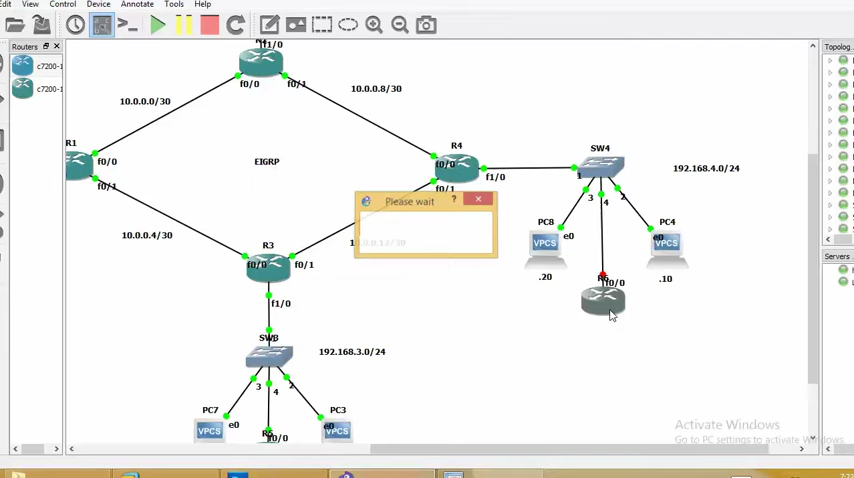 dit View Control Device Annotate Tools Help
Routers
Topolog
c7200-1
c7200-1
f1/0
f0/0
f0/1
10.0.0.0/30
10.0.0.8/30
R1
f0/0
f0/1
EIGRP
R4
f0/0
f1/0
f0/1
SW4
1
3
4
2
192.168.4.0/24
Please wait
?
PC8
e0
PC4
e0
.20
.10
f0/0
10.0.0.4/30
R3
f0/0
f0/1
f1/0
Servers
192.168.3.0/24
3
4
2
PC7
e0
PC3
e0
f0/0
VPCS
VPCS
VPCS
VPCS
Activate Windows
Go to PC settings to activate Windows.